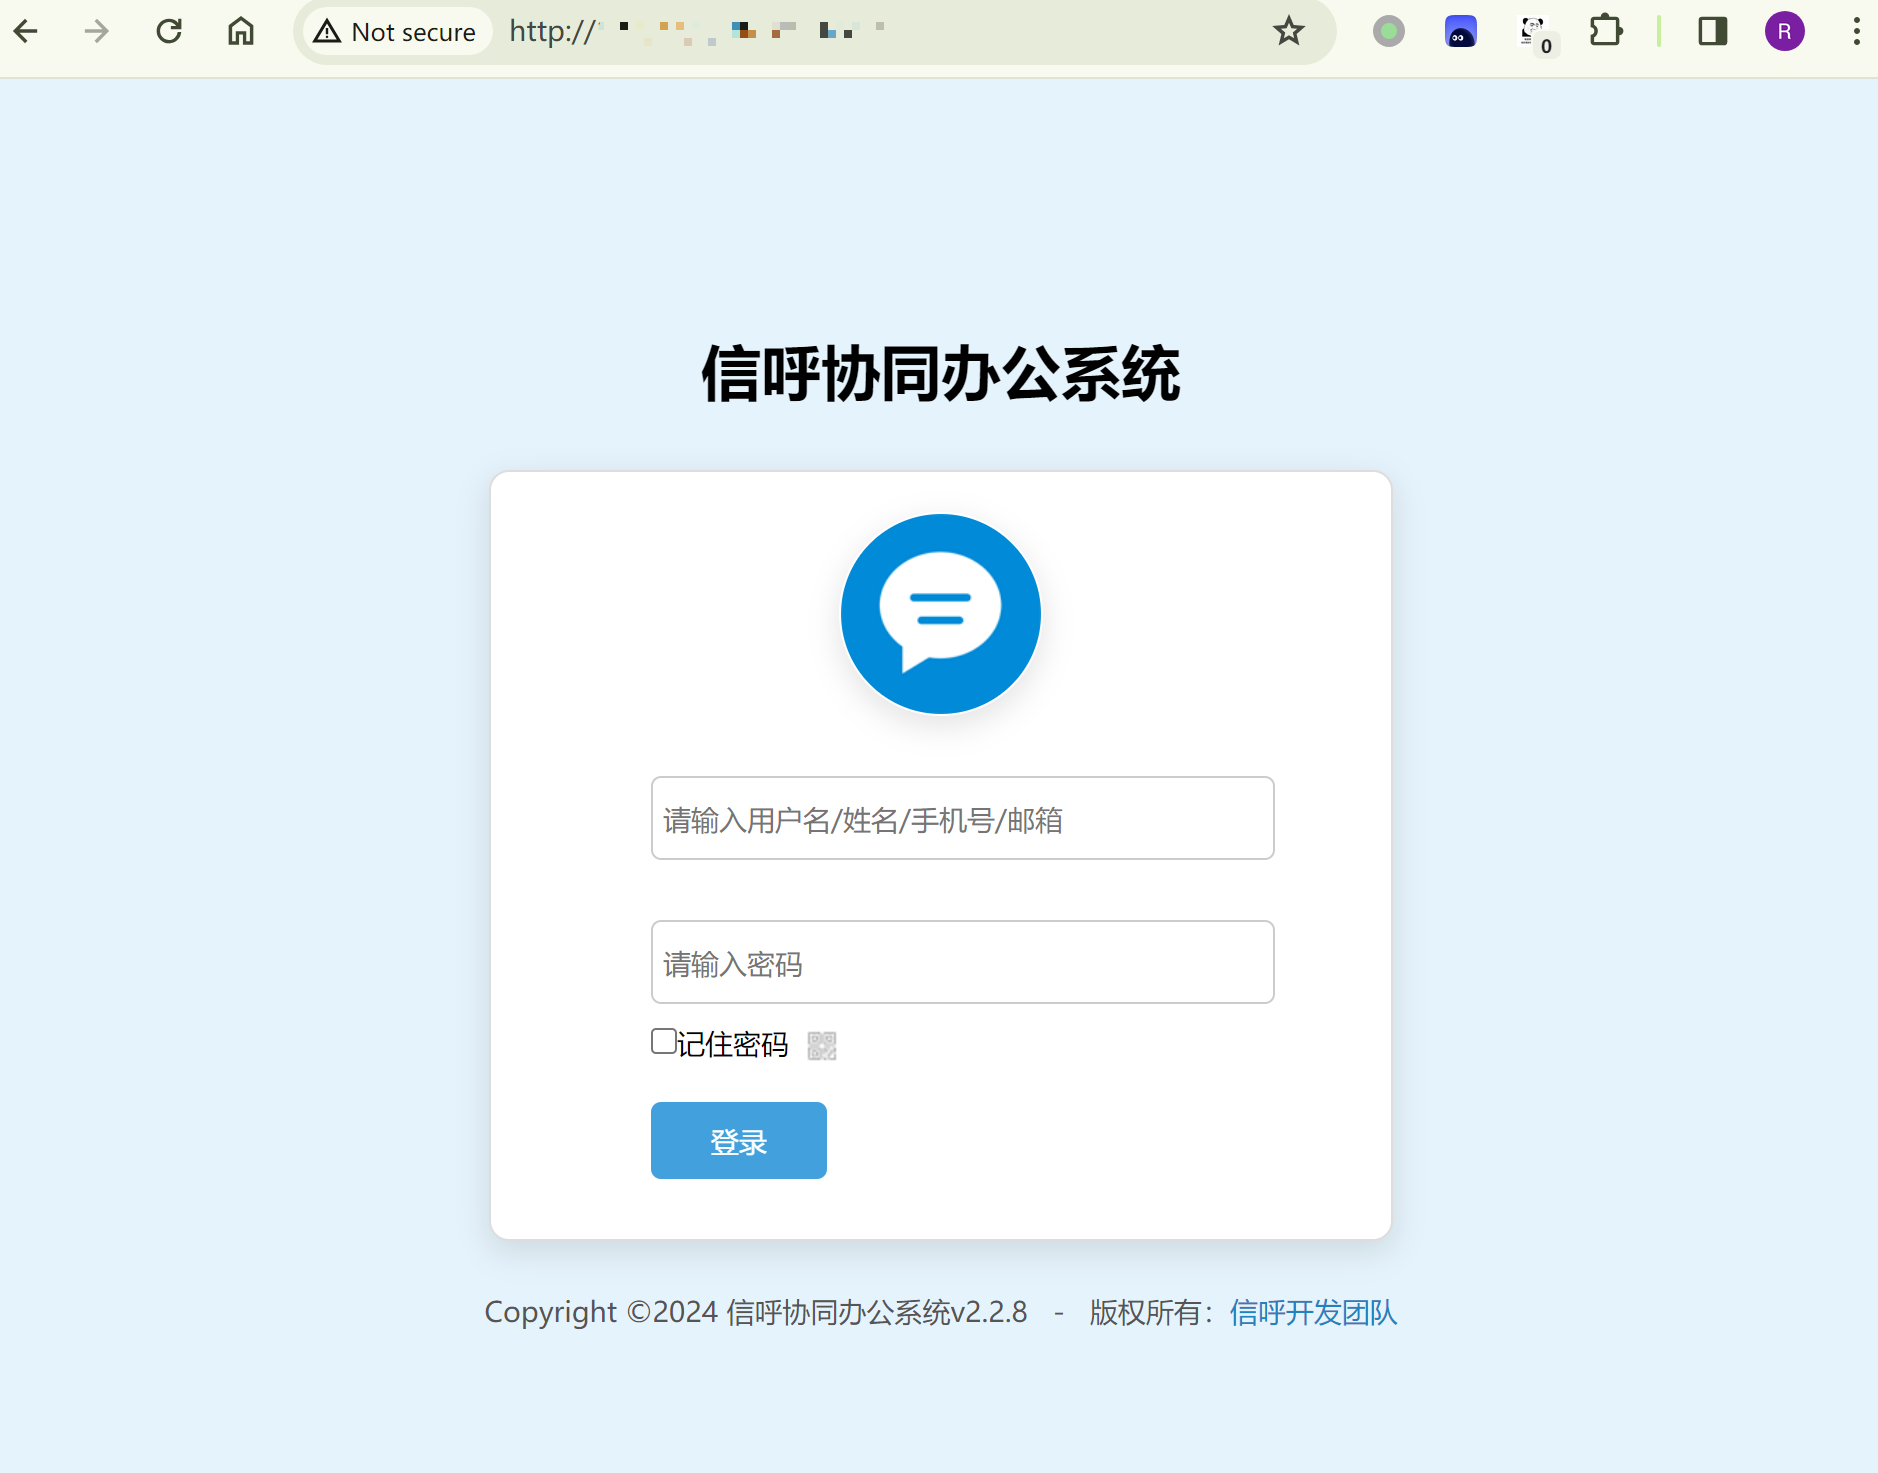 Not secure http://
0
R
信呼协同办公系统
请输入用户名/姓名/手机号/邮箱
请输入密码
记住密码
登录
Copyright ©2024 信呼协同办公系统v2.2.8 - 版权所有：信呼开发团队